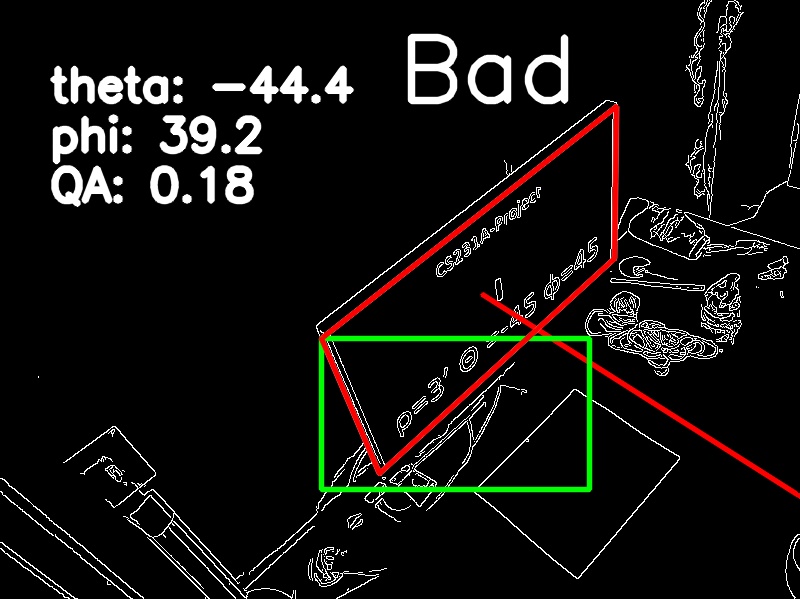 theta: -44.4
Bad
phi: 39.2
QA: 0.18
CS231A-Project
ρ=3' Θ =-45 ϕ=45